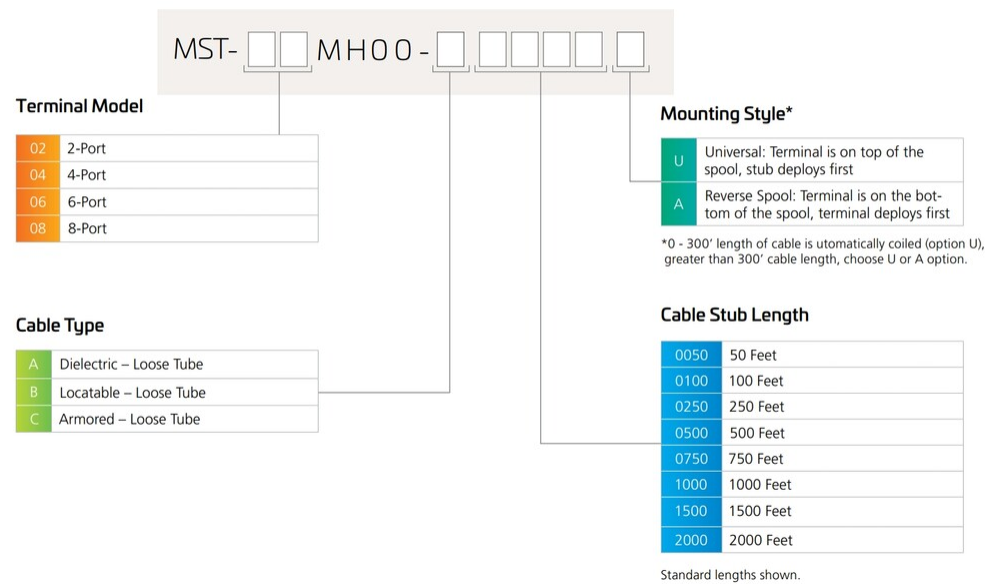 MST- MH00 -
Terminal Model
02 2-Port
04 4-Port
06 6-Port
08 8-Port
Cable Type
A Dielectric – Loose Tube
B Locatable – Loose Tube
C Armored – Loose Tube
Mounting Style*
U Universal: Terminal is on top of the
spool, stub deploys first
A Reverse Spool: Terminal is on the bot-
tom of the spool, terminal deploys first
*0 - 300’ length of cable is utomatically coiled (option U),
greater than 300’ cable length, choose U or A option.
Cable Stub Length
0050 50 Feet
0100 100 Feet
0250 250 Feet
0500 500 Feet
0750 750 Feet
1000 1000 Feet
1500 1500 Feet
2000 2000 Feet
Standard lengths shown.